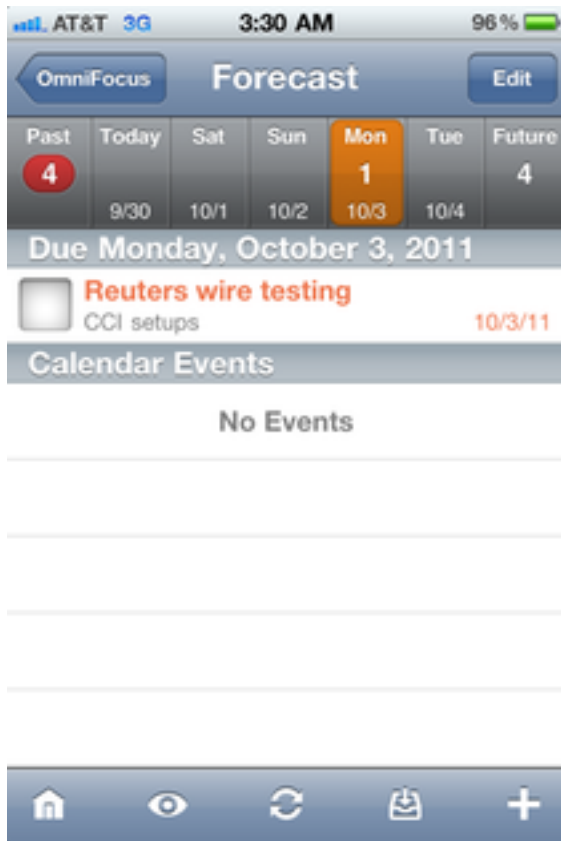 AT&T 3G 3:30 AM 96%
OmniFocus Forecast Edit
Past Today Sat Sun Mon Tue Future
4 1 4
9/30 10/1 10/2 10/3 10/4
Due Monday, October 3, 2011
Reuters wire testing
CCI setups 10/3/11
Calendar Events
No Events